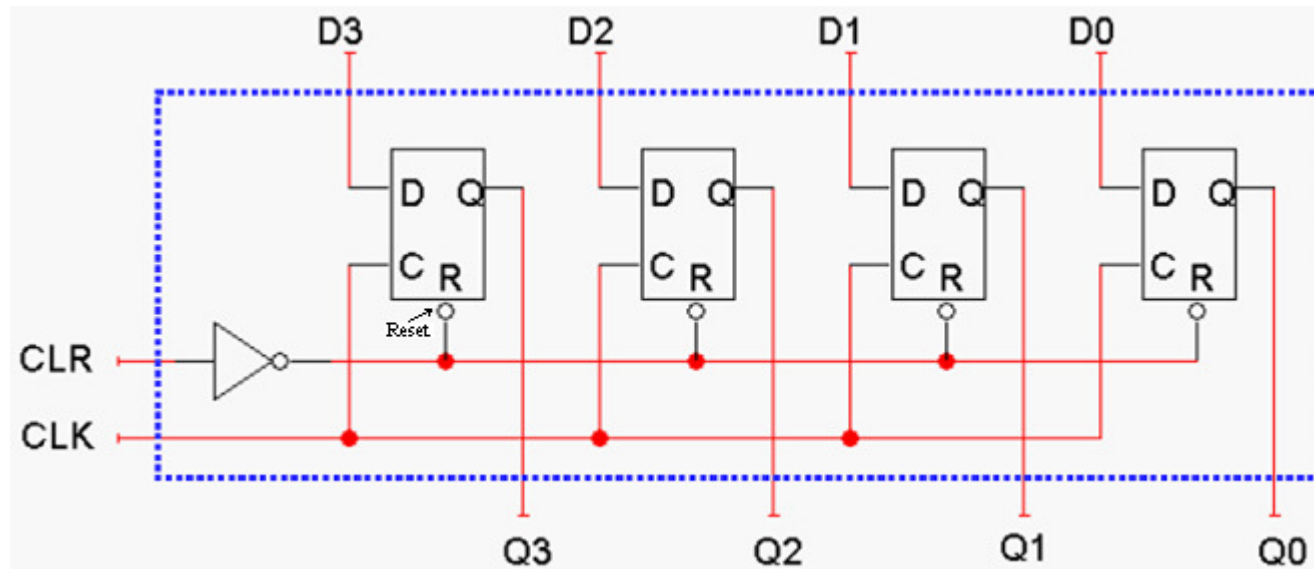 D3 D2 D1 D0
D Q D Q D Q D Q
C R C R C R C R
Reset
CLR
CLK
Q3 Q2 Q1 Q0